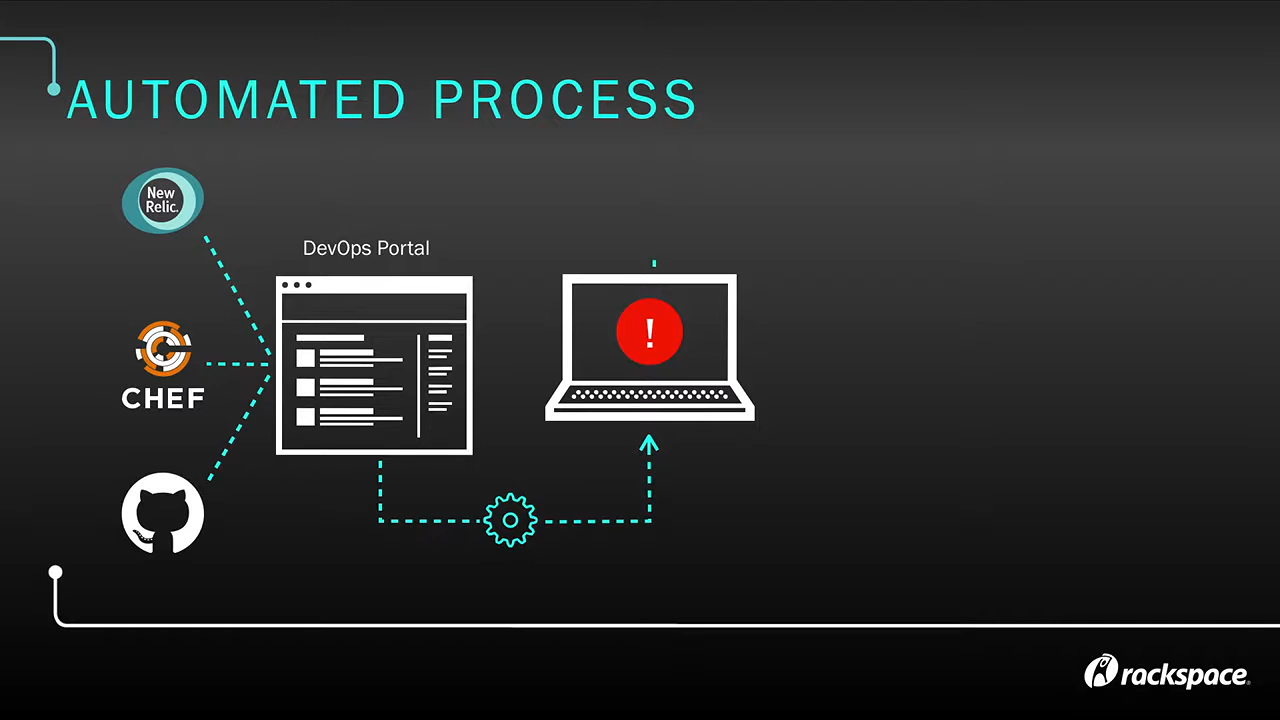 AUTOMATED PROCESS
New
Relic.
DevOps Portal
!
CHEF
rackspace®